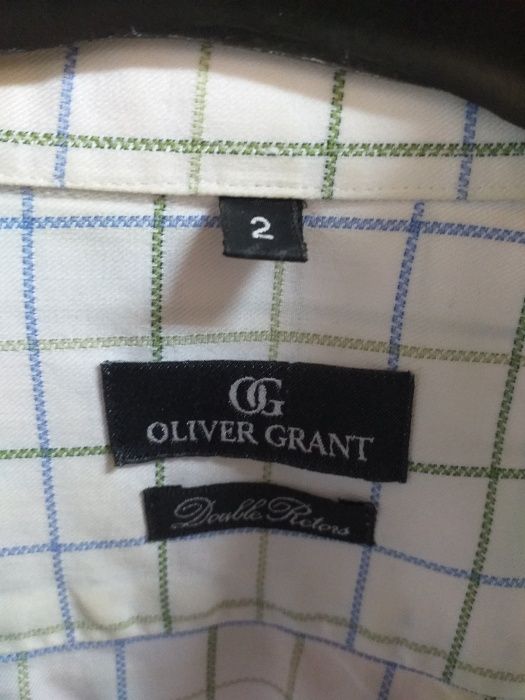 2
OG
OLIVER GRANT
Double Retors